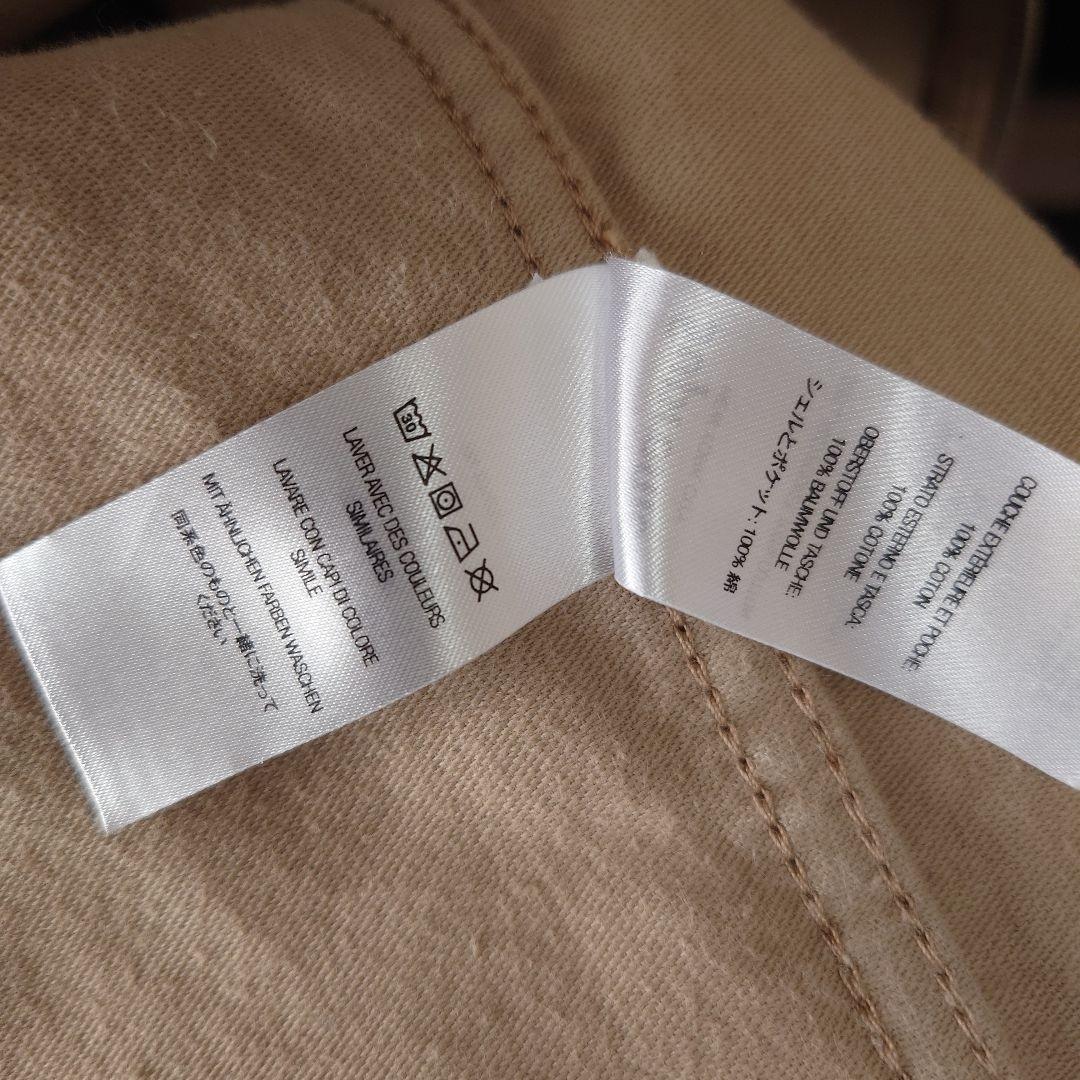 30
LAVER AVEC DES COULEURS
SIMILAIRES
LAVARE CON CAPI DI COLORE
SIMILE
MIT ÄHNLICHEN FARBEN WASCHEN
同系色のものと一緒に洗って
ください
COUCHE EXTERIEURE ET POCHE:
100% COTON
STRATO ESTERNO E TASCA:
100% COTONE
OBERSTOFF UND TASCHE:
100% BAUMWOLLE
シェルとポケット: 100% 綿